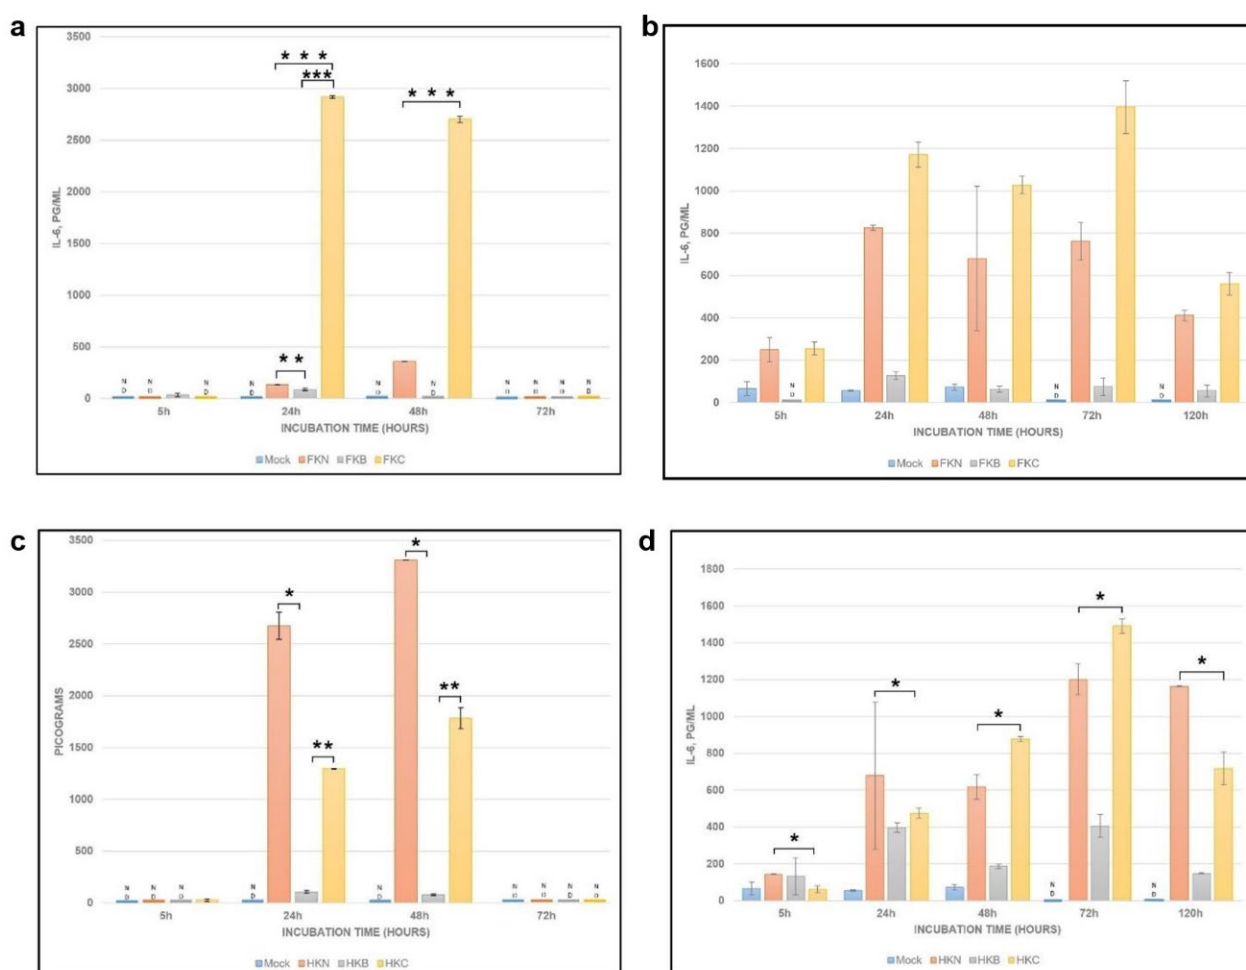 a
3500
* * *
***
3000
* * *
2500
2000
IL-6, PG/ML
1500
1000
500
* *
N D N D N D N D N D N D N D N D N D N D
0
5h 24h 48h 72h
INCUBATION TIME (HOURS)
Mock FKN FKB FKC
b
1600
1400
1200
1000
IL-6, PG/ML
800
600
400
200
N D N D N D
0
5h 24h 48h 72h 120h
INCUBATION TIME (HOURS)
Mock FKN FKB FKC
c
3500
*
3000
*
2500
2000
PICOGRAMS
**
1500
**
1000
500
N D N D N D N D N D N D N D N D N D
0
5h 24h 48h 72h
INCUBATION TIME (HOURS)
Mock HKN HKB HKC
d
1800
1600
*
1400
*
1200
*
1000
IL-6, PG/ML
*
800
600
400
*
200
N D N D
0
5h 24h 48h 72h 120h
INCUBATION TIME (HOURS)
Mock HKN HKB HKC